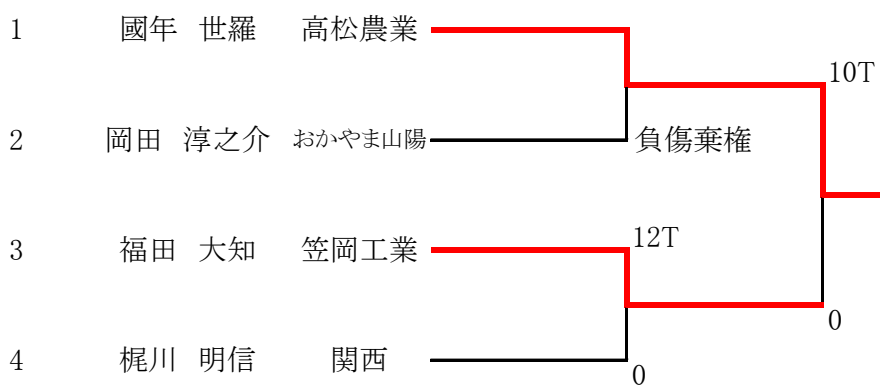 1 國年 世羅 高松農業
10T
2 岡田 淳之介 おかやま山陽 負傷棄権
3 福田 大知 笠岡工業 12T
0
4 梶川 明信 関西 0